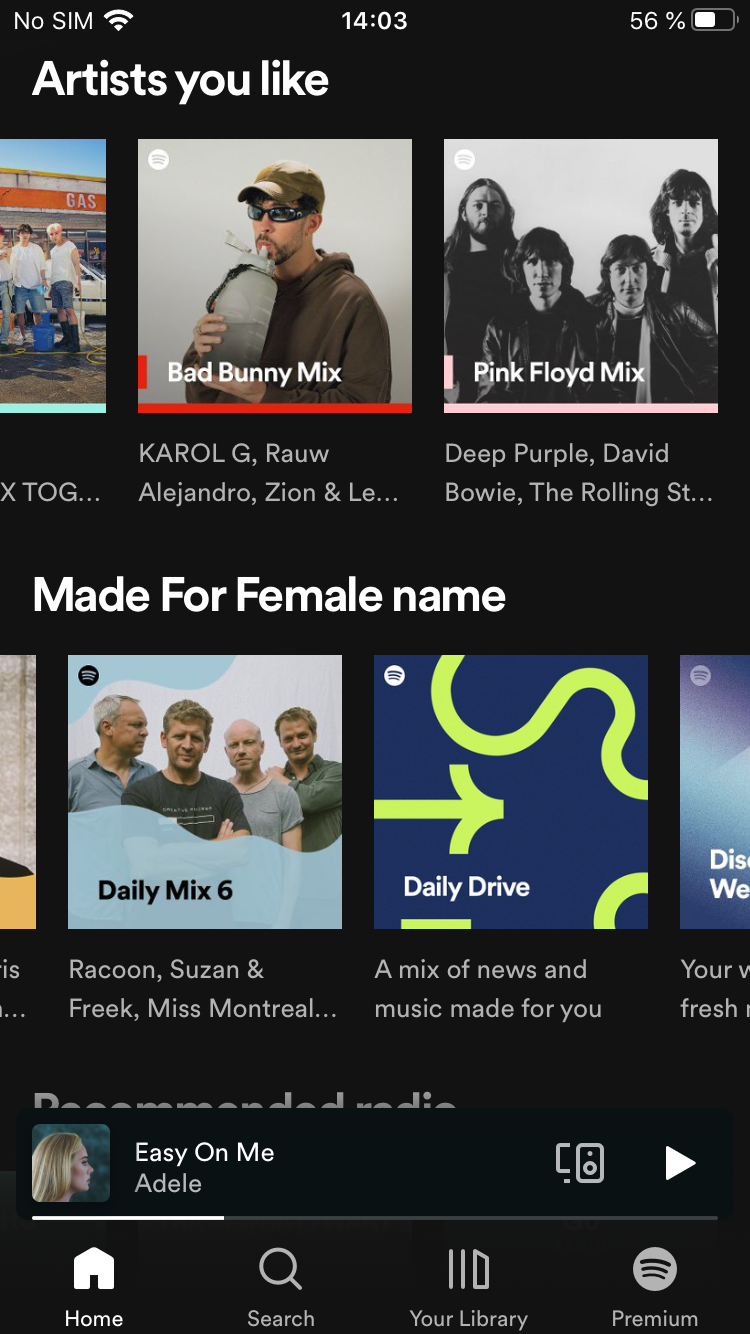 No SIM 14:03 56 %
Artists you like
GAS
Bad Bunny Mix
Pink Floyd Mix
X TOG...
KAROL G, Rauw
Alejandro, Zion & Le...
Deep Purple, David
Bowie, The Rolling St...
Made For Female name
Daily Mix 6
Daily Drive
Dis
We
ris
Racoon, Suzan &
Freek, Miss Montreal...
A mix of news and
music made for you
Your w
fresh
Recommended radio
Easy On Me
Adele
Home
Search
Your Library
Premium